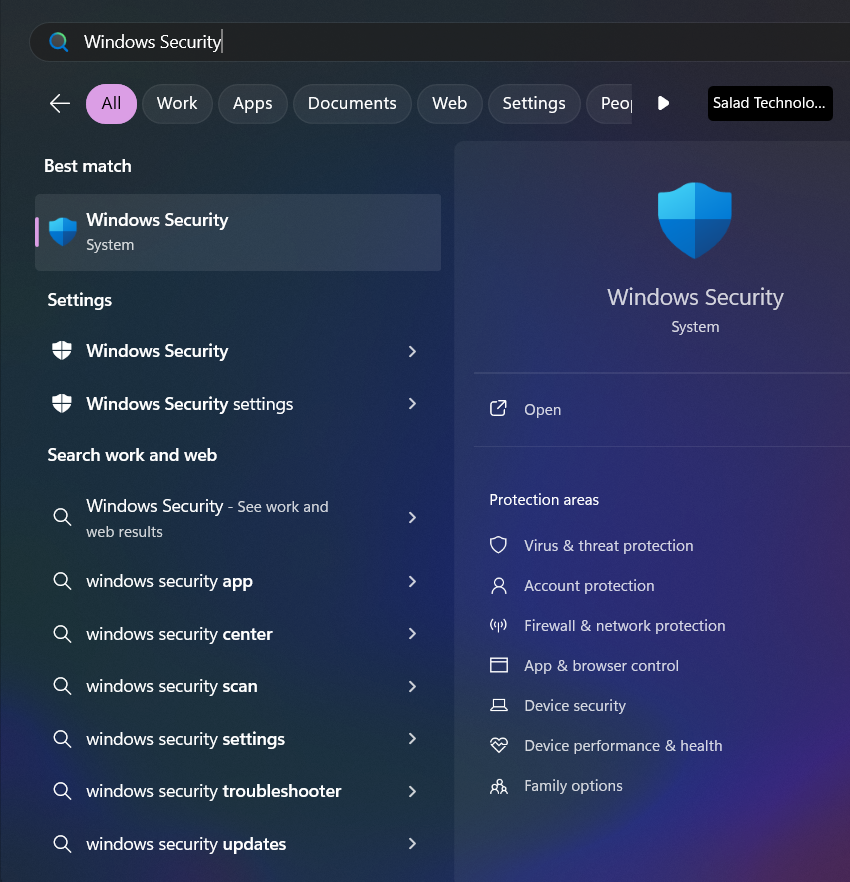 Windows Security
All
Work
Apps
Documents
Web
Settings
Salad Technolo...
Best match
Windows Security
System
Settings
Windows Security
Windows Security settings
Search work and web
Windows Security - See work and
web results
windows security app
windows security center
windows security scan
windows security settings
windows security troubleshooter
windows security updates
Windows Security
System
Open
Protection areas
Virus & threat protection
Account protection
Firewall & network protection
App & browser control
Device security
Device performance & health
Family options